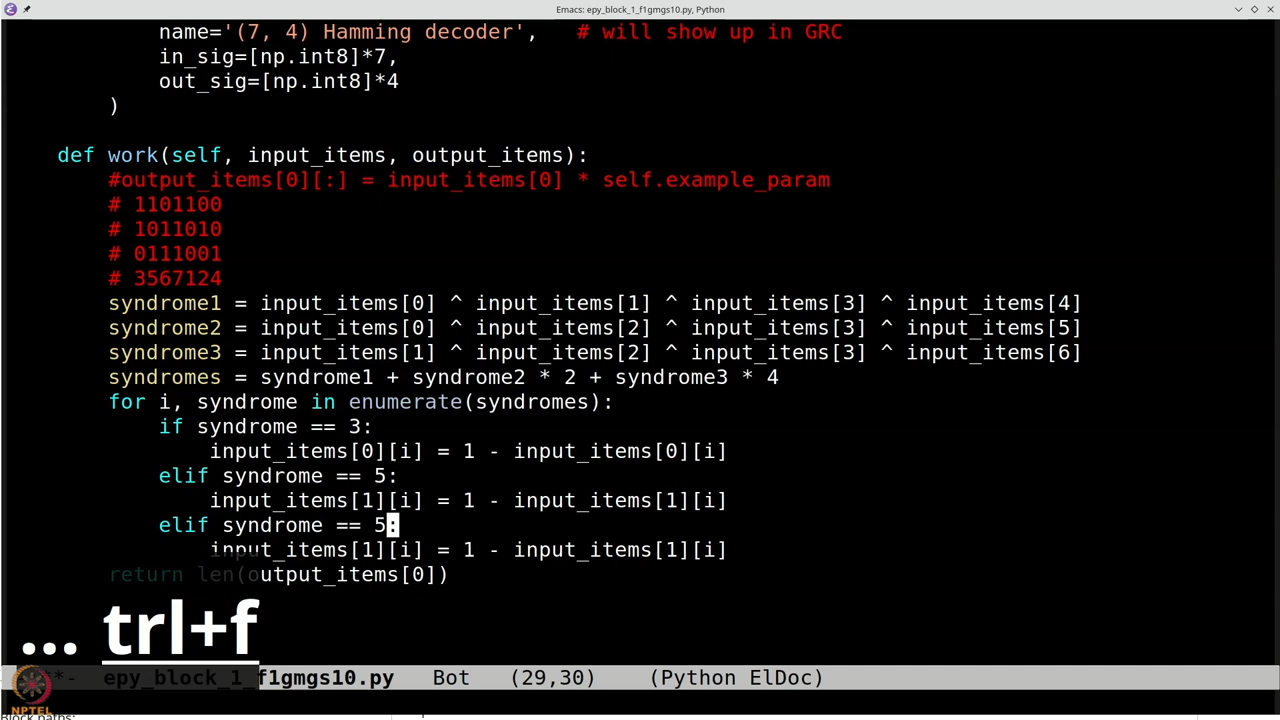 Emacs: epy_block_1_f1gmgs10.py, Python
name='(7, 4) Hamming decoder',   # will show up in GRC
in_sig=[np.int8]*7,
out_sig=[np.int8]*4
)
def work(self, input_items, output_items):
#output_items[0][:] = input_items[0] * self.example_param
# 1101100
# 1011010
# 0111001
# 3567124
syndrome1 = input_items[0] ^ input_items[1] ^ input_items[3] ^ input_items[4]
syndrome2 = input_items[0] ^ input_items[2] ^ input_items[3] ^ input_items[5]
syndrome3 = input_items[1] ^ input_items[2] ^ input_items[3] ^ input_items[6]
syndromes = syndrome1 + syndrome2 * 2 + syndrome3 * 4
for i, syndrome in enumerate(syndromes):
if syndrome == 3:
input_items[0][i] = 1 - input_items[0][i]
elif syndrome == 5:
input_items[1][i] = 1 - input_items[1][i]
elif syndrome == 5:
input_items[1][i] = 1 - input_items[1][i]
return len(output_items[0])
... trl+f
*- epy_block_1_f1gmgs10.py   Bot   (29,30)   (Python ElDoc)
NPTEL
Block paths: